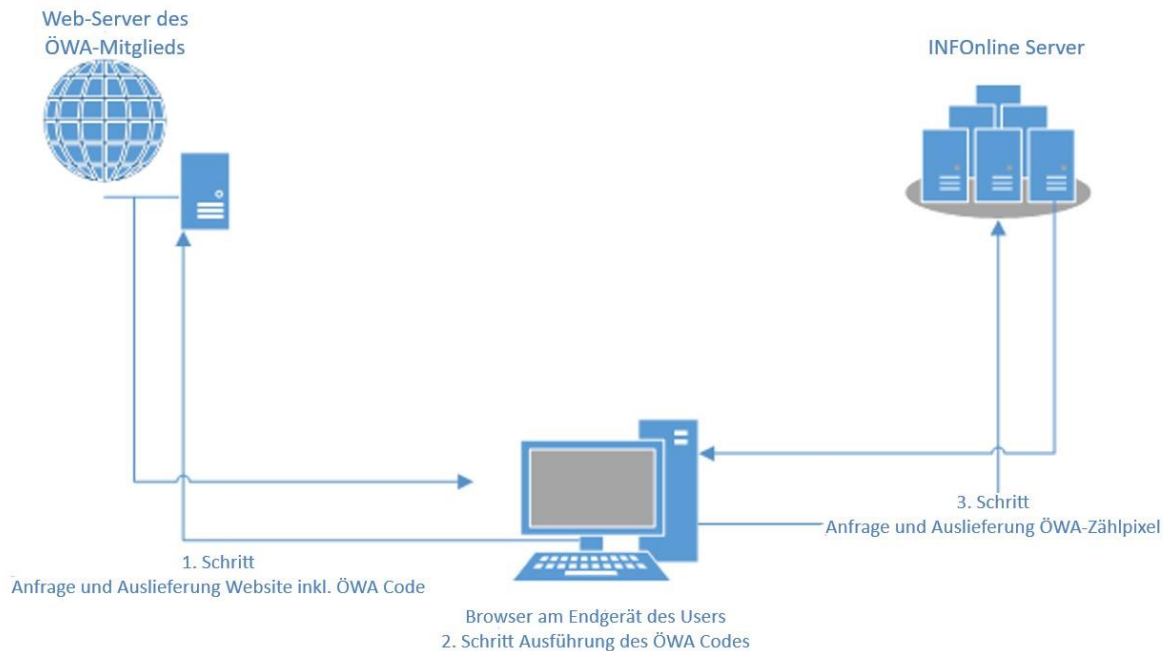 Web-Server des
ÖWA-Mitglieds
INFOnline Server
3. Schritt
Anfrage und Auslieferung ÖWA-Zählpixel
1. Schritt
Anfrage und Auslieferung Website inkl. ÖWA Code
Browser am Endgerät des Users
2. Schritt Ausführung des ÖWA Codes